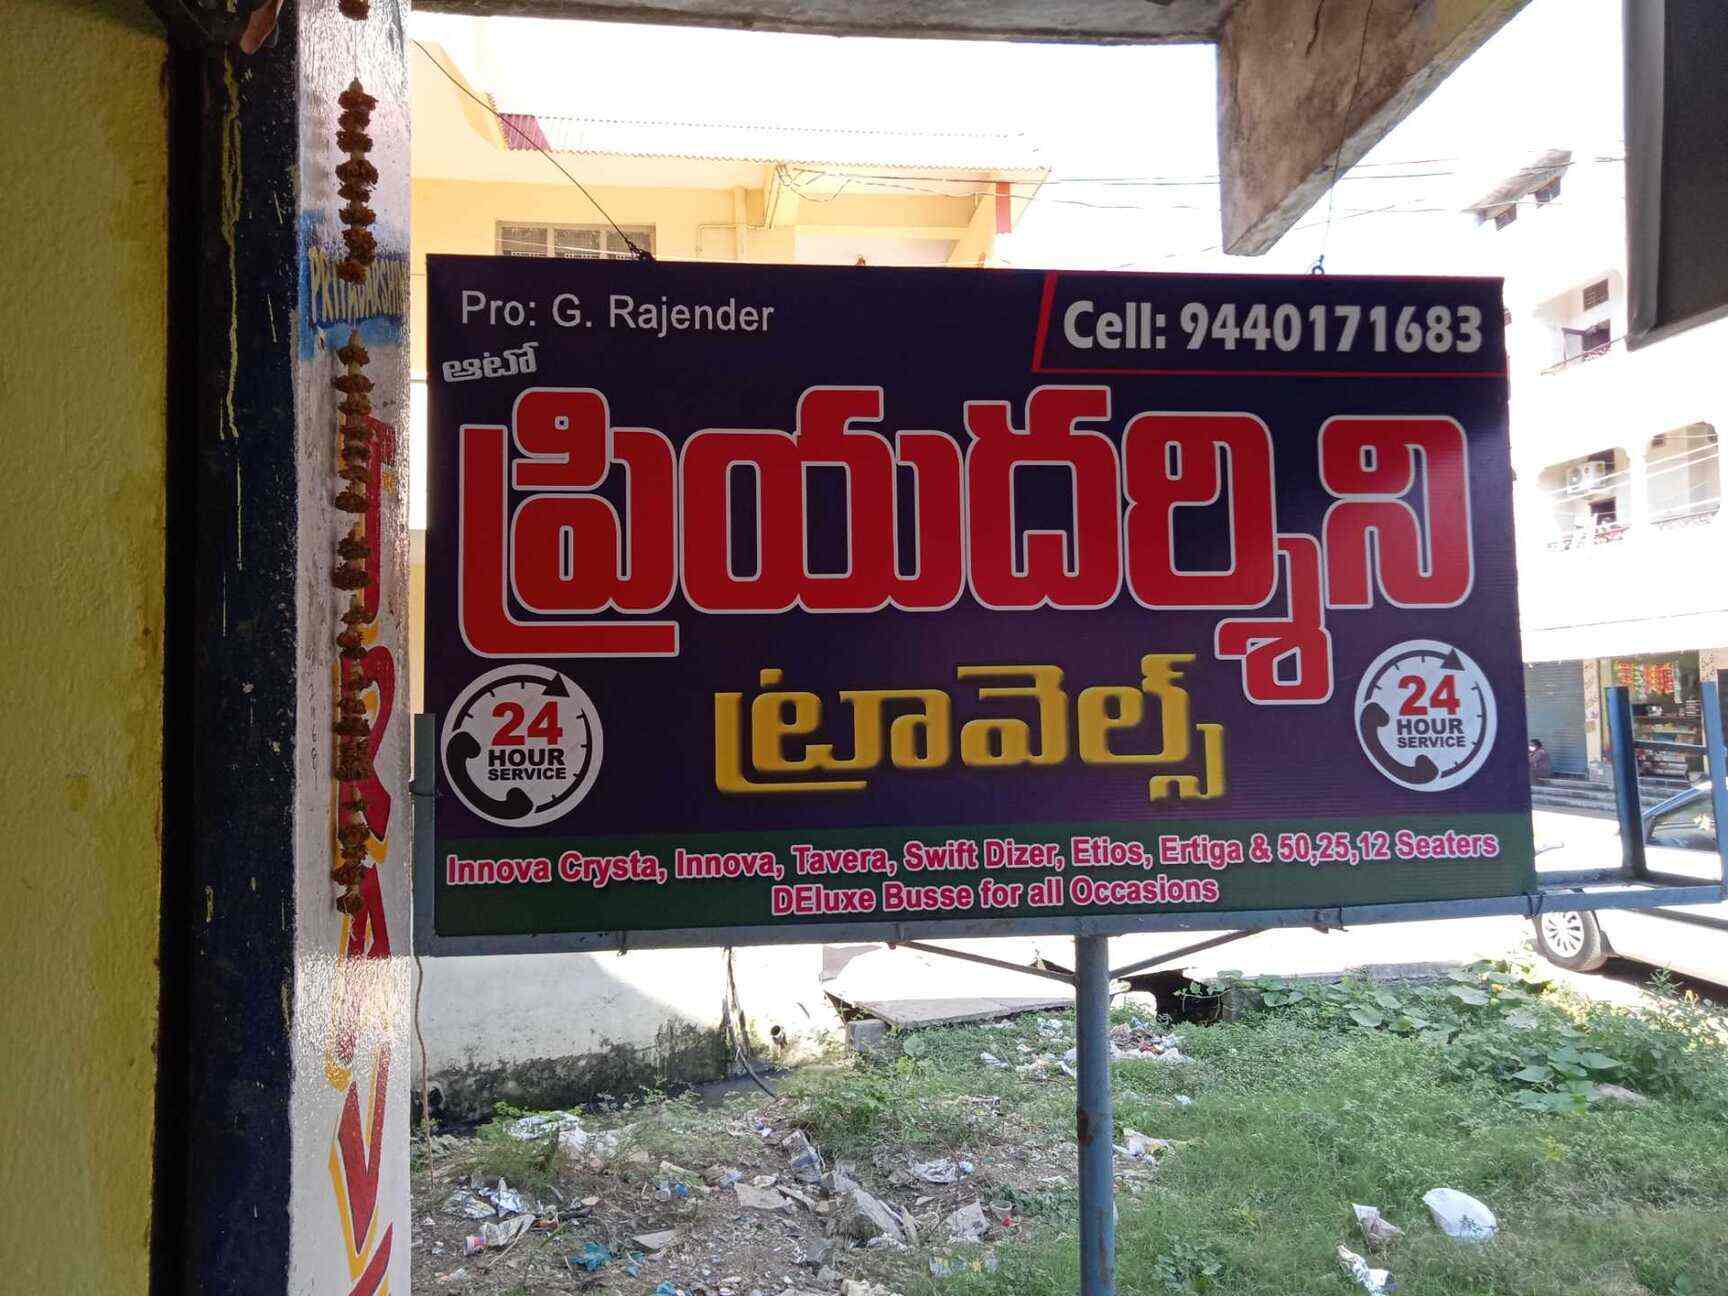 Pro: G. Rajender
Cell: 9440171683
ఆటో
ప్రియదర్శిని
ట్రావెల్స్
24
HOUR
SERVICE
24
HOUR
SERVICE
Innova Crysta, Innova, Tavera, Swift Dizer, Etios, Ertiga & 50,25,12 Seaters
DEluxe Busse for all Occasions
PRIYADARSHINI